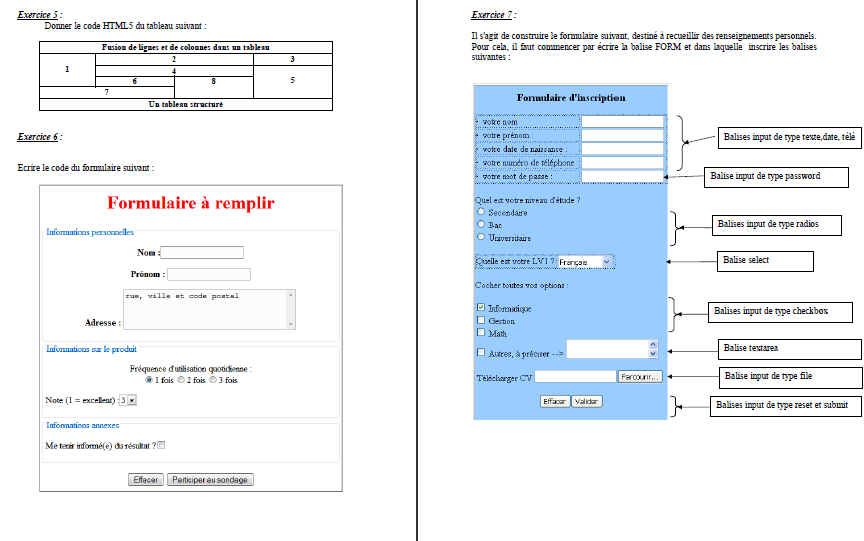 Exercice 5 :
Donner le code HTML5 du tableau suivant :
Fusion de lignes et de colonnes dans un tableau
1
2
3
4
5
6
8
7
Un tableau structuré
Exercice 6 :
Ecrire le code du formulaire suivant :
Formulaire à remplir
Informations personnelles
Nom :
Prénom :
rue, ville et code postal
Adresse :
Informations sur le produit
Fréquence d'utilisation quotidienne :
1 fois 2 fois 3 fois
Note (1 = excellent) : 3
Informations annexes
Me tenir informé(e) du résultat ?
Effacer Participer au sondage
Exercice 7 :
Il s'agit de construire le formulaire suivant, destiné à recueillir des renseignements personnels.
Pour cela, il faut commencer par écrire la balise FORM et dans laquelle inscrire les balises
suivantes :
Formulaire d'inscription
votre nom
votre prénom :
votre date de naissance :
votre numéro de téléphone :
votre mot de passe :
Balises input de type texte,date, télé
Balise input de type password
Quel est votre niveau d'étude ?
Secondaire
Bac
Universitaire
Balises input de type radios
Quelle est votre LV1 ? : Français
Balise select
Cocher toutes vos options :
Informatique
Gestion
Math
Balises input de type checkbox
Autres, à préciser -->
Balise textarea
Télécharger CV Parcourir...
Balise input de type file
Effacer Valider
Balises input de type reset et submit